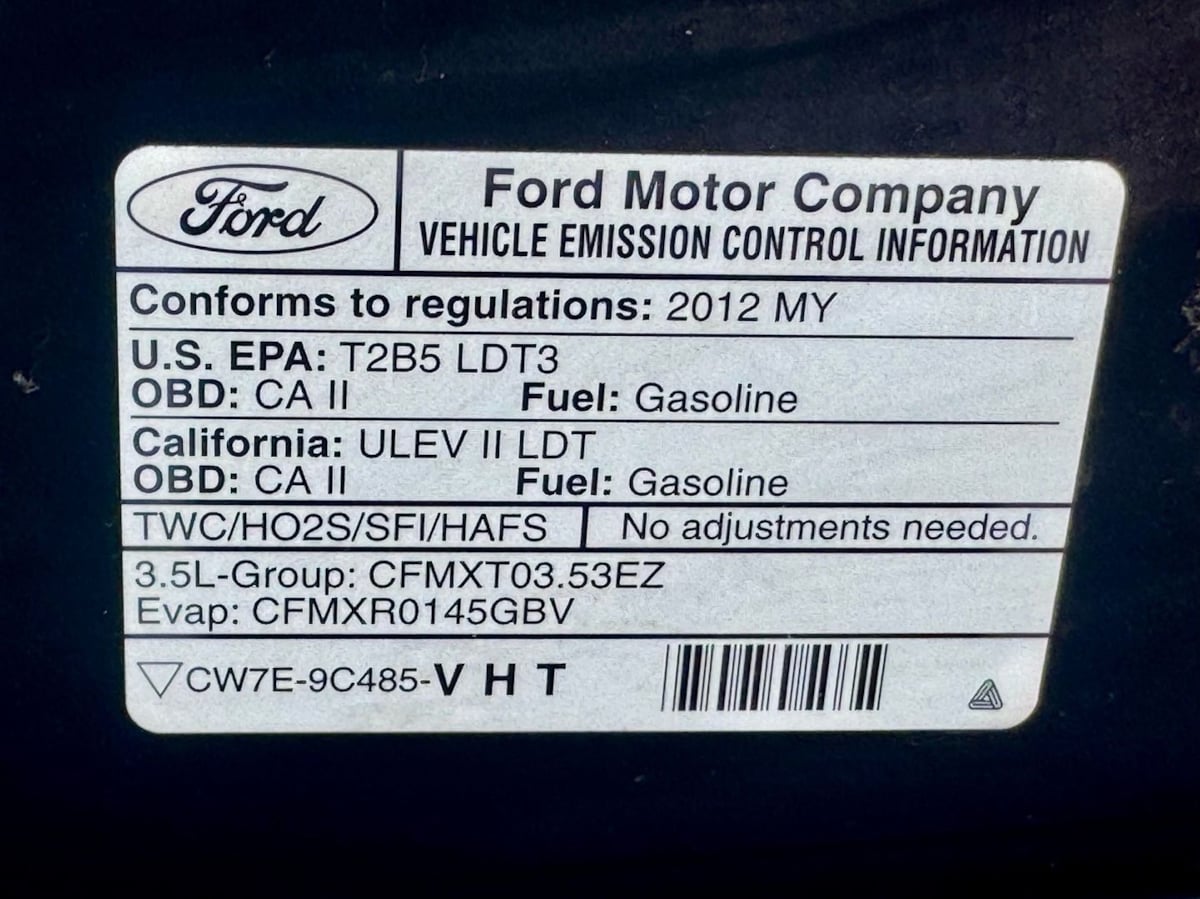 Ford
Ford Motor Company
VEHICLE EMISSION CONTROL INFORMATION
Conforms to regulations: 2012 MY
U.S. EPA: T2B5 LDT3
OBD: CA II Fuel: Gasoline
California: ULEV II LDT
OBD: CA II Fuel: Gasoline
TWC/HO2S/SFI/HAFS No adjustments needed.
3.5L-Group: CFMXT03.53EZ
Evap: CFMXR0145GBV
CW7E-9C485-V H T